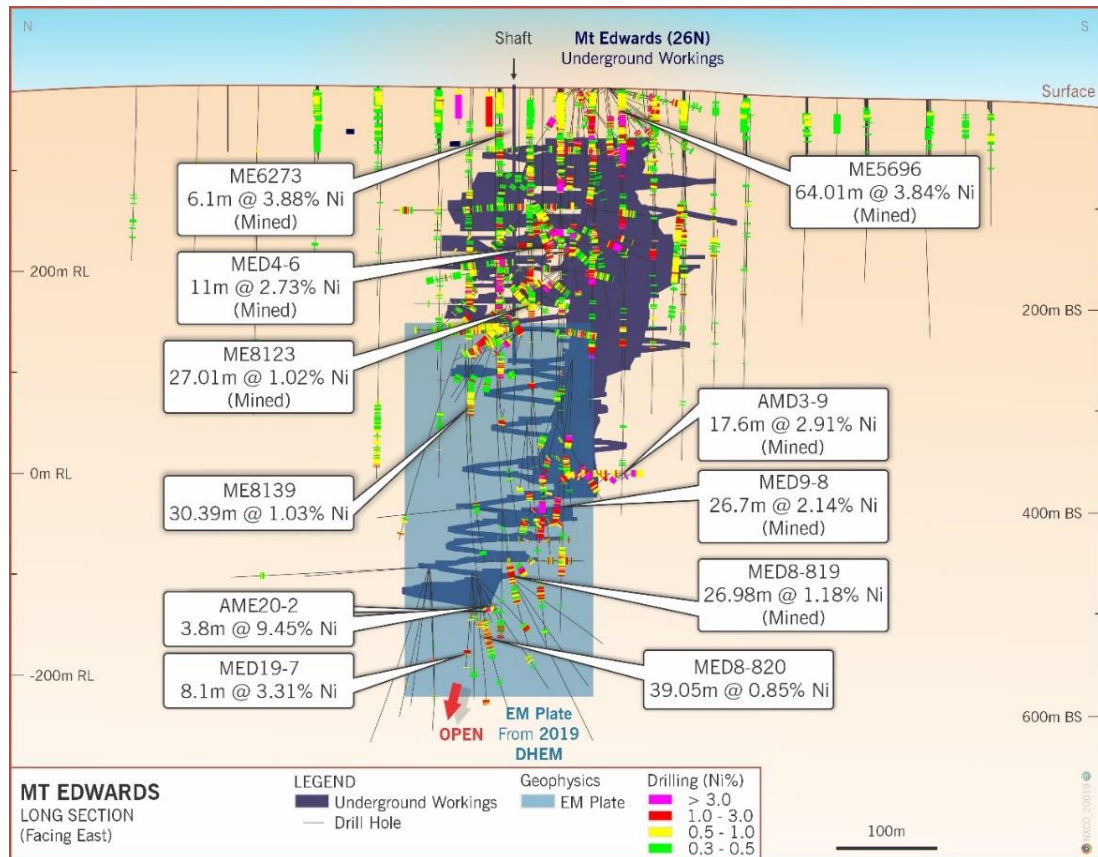 N
S
Shaft
Mt Edwards (26N)
Underground Workings
Surface
ME6273
6.1m @ 3.88% Ni
(Mined)
ME5696
64.01m @ 3.84% Ni
(Mined)
MED4-6
11m @ 2.73% Ni
(Mined)
200m RL
200m BS
ME8123
27.01m @ 1.02% Ni
(Mined)
AMD3-9
17.6m @ 2.91% Ni
(Mined)
0m RL
ME8139
30.39m @ 1.03% Ni
MED9-8
26.7m @ 2.14% Ni
(Mined)
400m BS
MED8-819
26.98m @ 1.18% Ni
(Mined)
AME20-2
3.8m @ 9.45% Ni
MED19-7
8.1m @ 3.31% Ni
MED8-820
39.05m @ 0.85% Ni
-200m RL
600m BS
OPEN
EM Plate
From 2019
DHEM
MT EDWARDS
LONG SECTION
(Facing East)
LEGEND
Underground Workings
Drill Hole
Geophysics
EM Plate
Drilling (Ni%)
> 3.0
1.0 - 3.0
0.5 - 1.0
0.3 - 0.5
100m
NXCO_20019